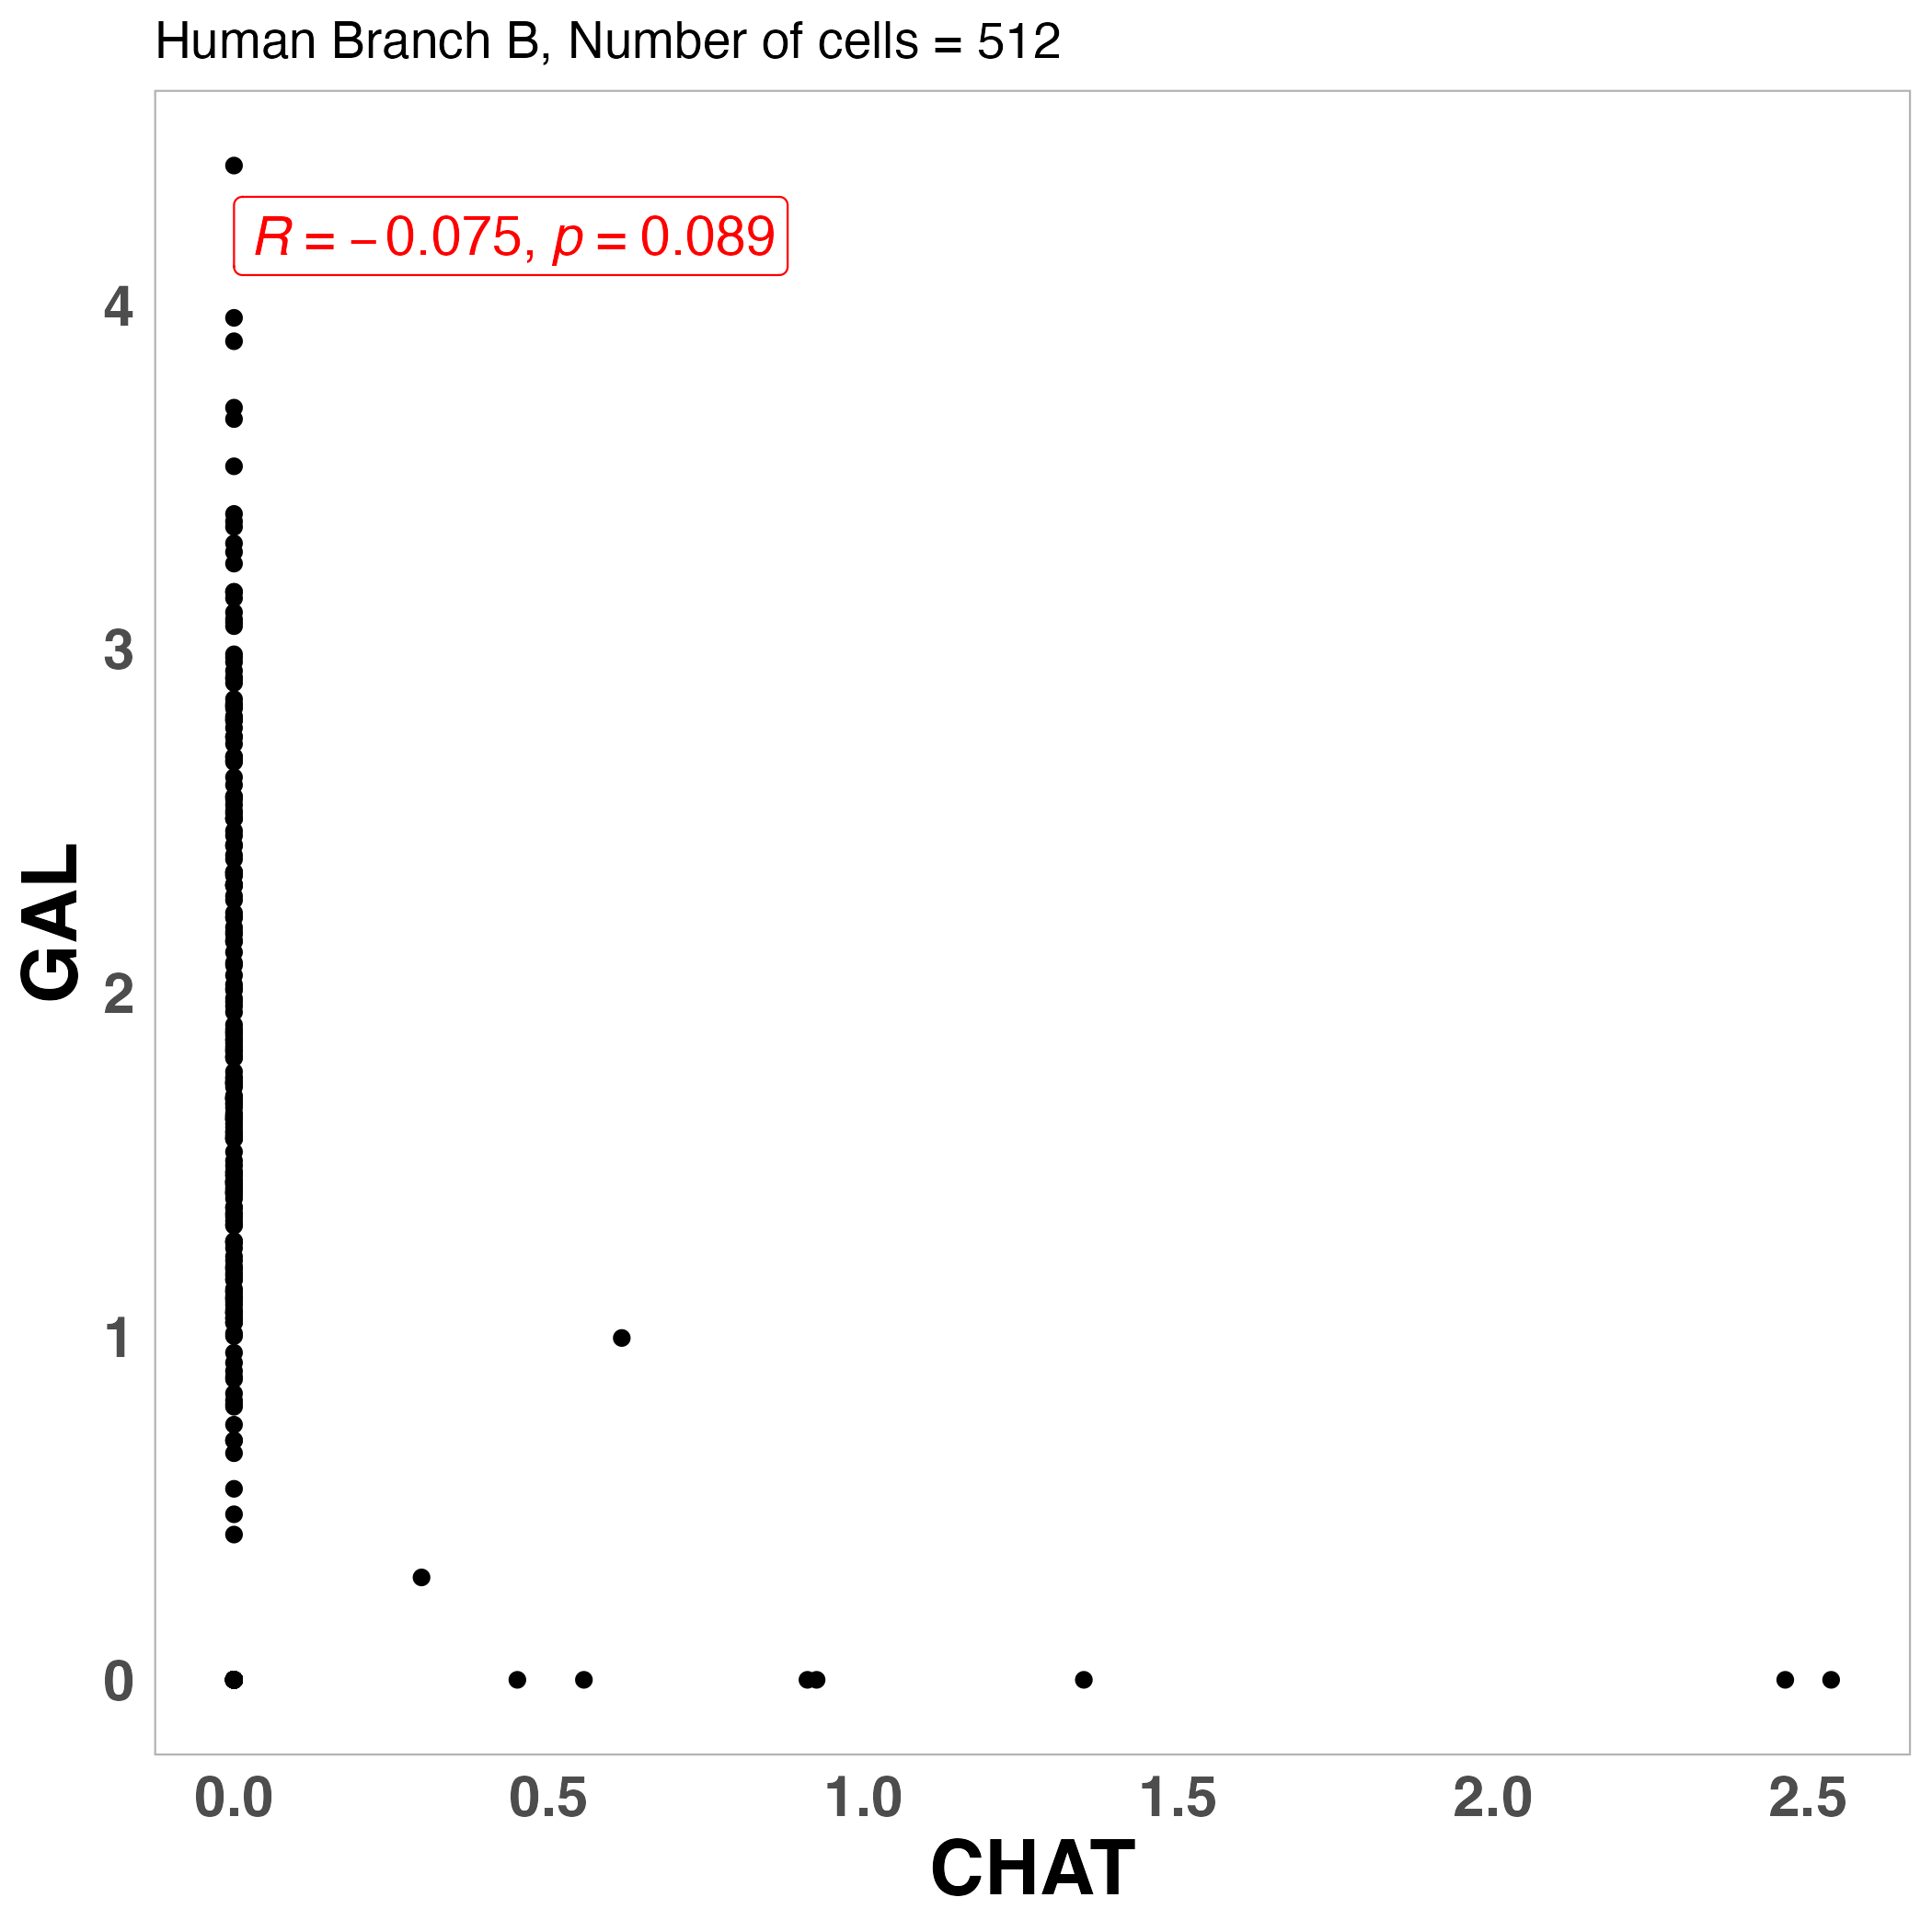 Human Branch B, Number of cells = 512
R = −0.075, p = 0.089
4
3
2
1
0
GAL
0.0 0.5 1.0 1.5 2.0 2.5
CHAT